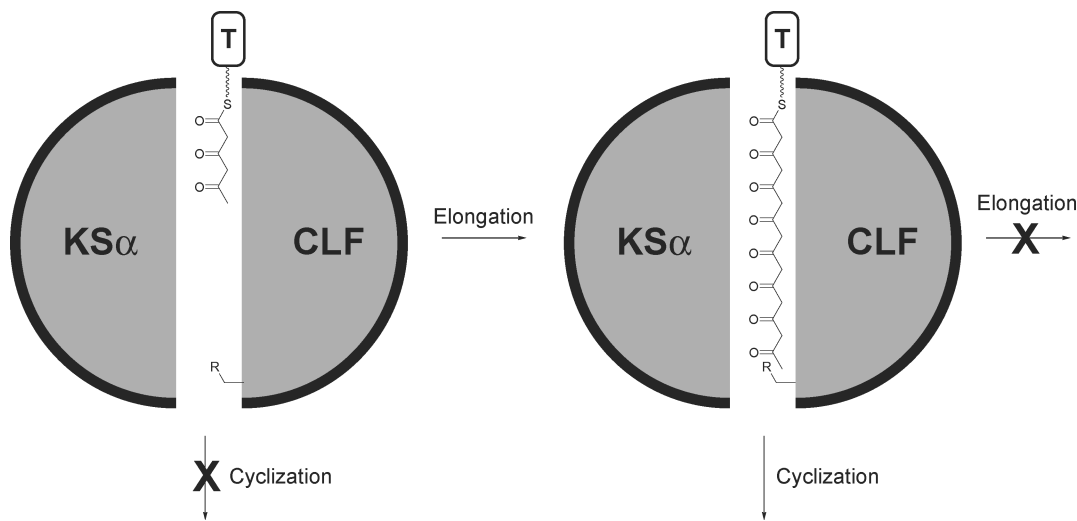 T
S
O
O
O
KSα
CLF
R
X
Cyclization
Elongation
T
S
O
O
O
O
O
O
O
O
KSα
CLF
R
Cyclization
Elongation
X